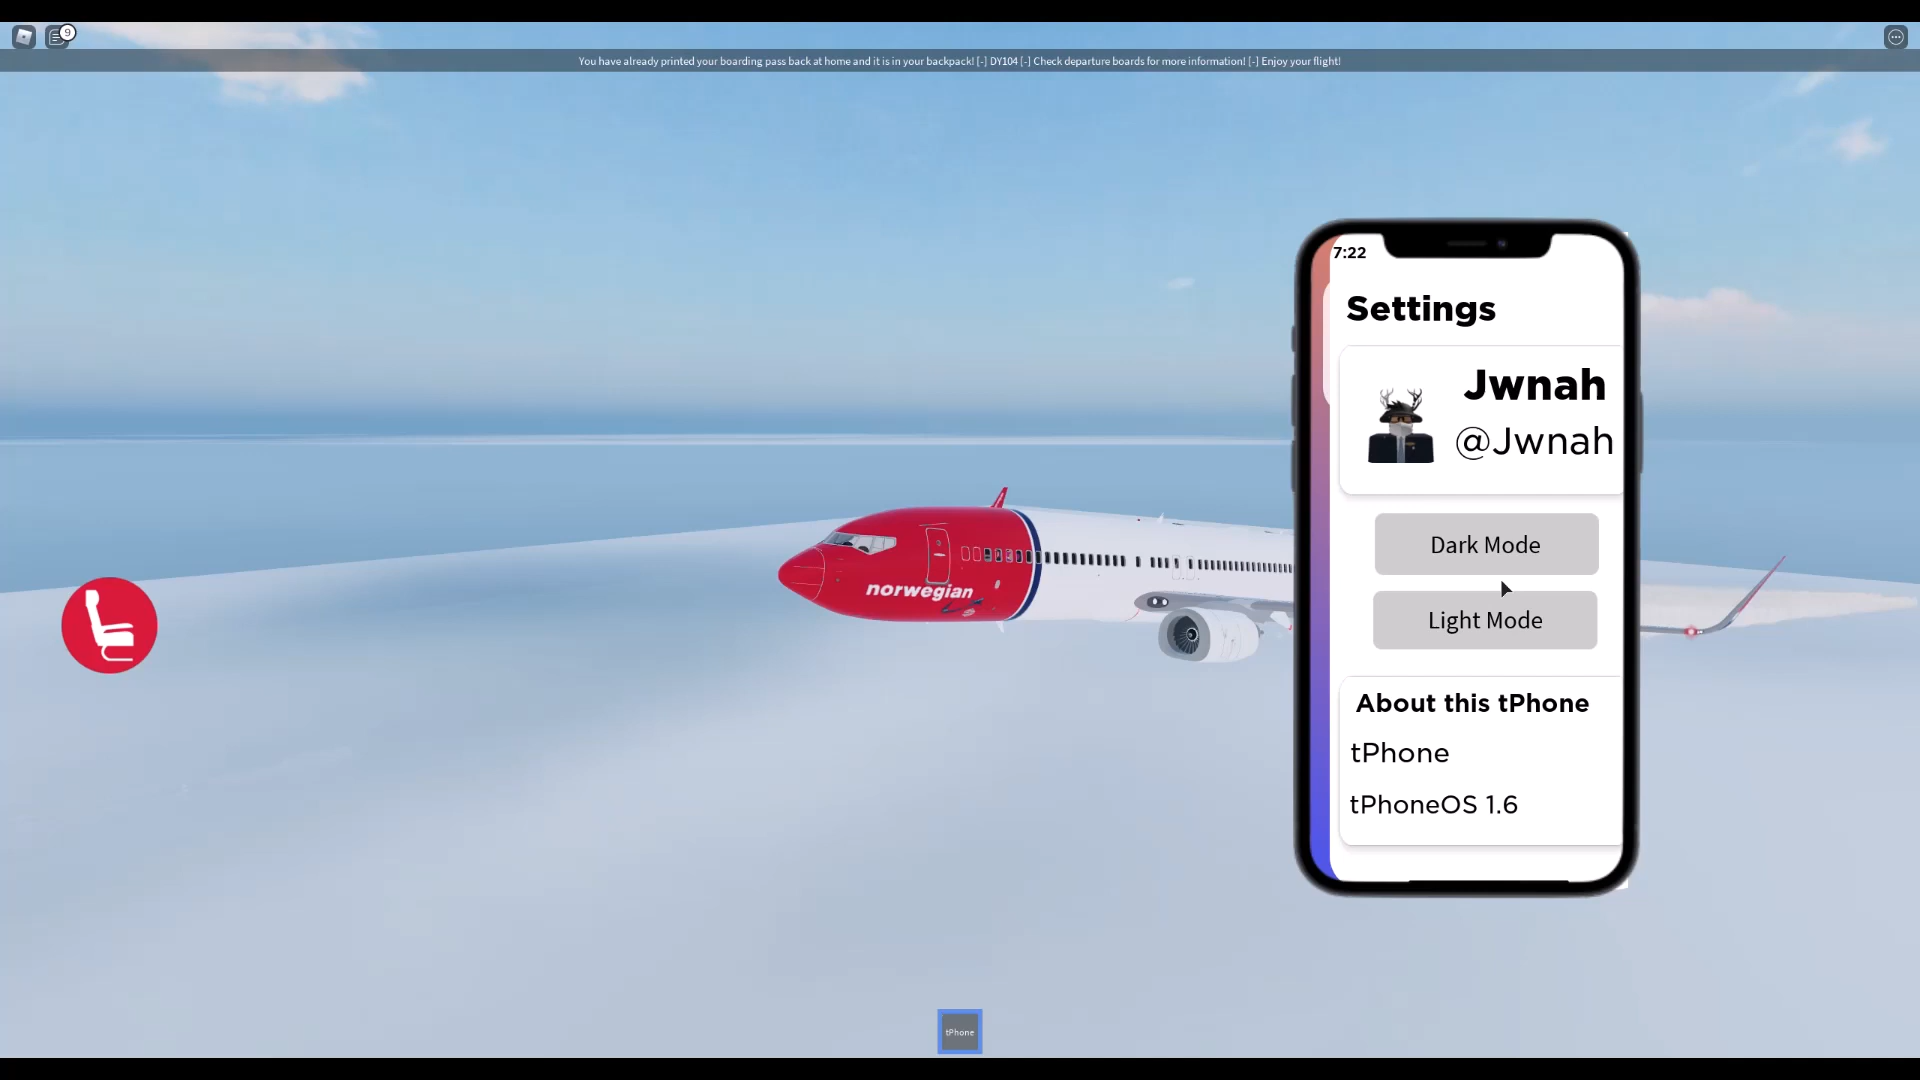 9
You have already printed your boarding pass back at home and it is in your backpack! [-] DY104 [-] Check departure boards for more information! [-] Enjoy your flight!
7:22
Settings
Jwnah
@Jwnah
Dark Mode
Light Mode
About this tPhone
tPhone
tPhoneOS 1.6
norwegian
tPhone